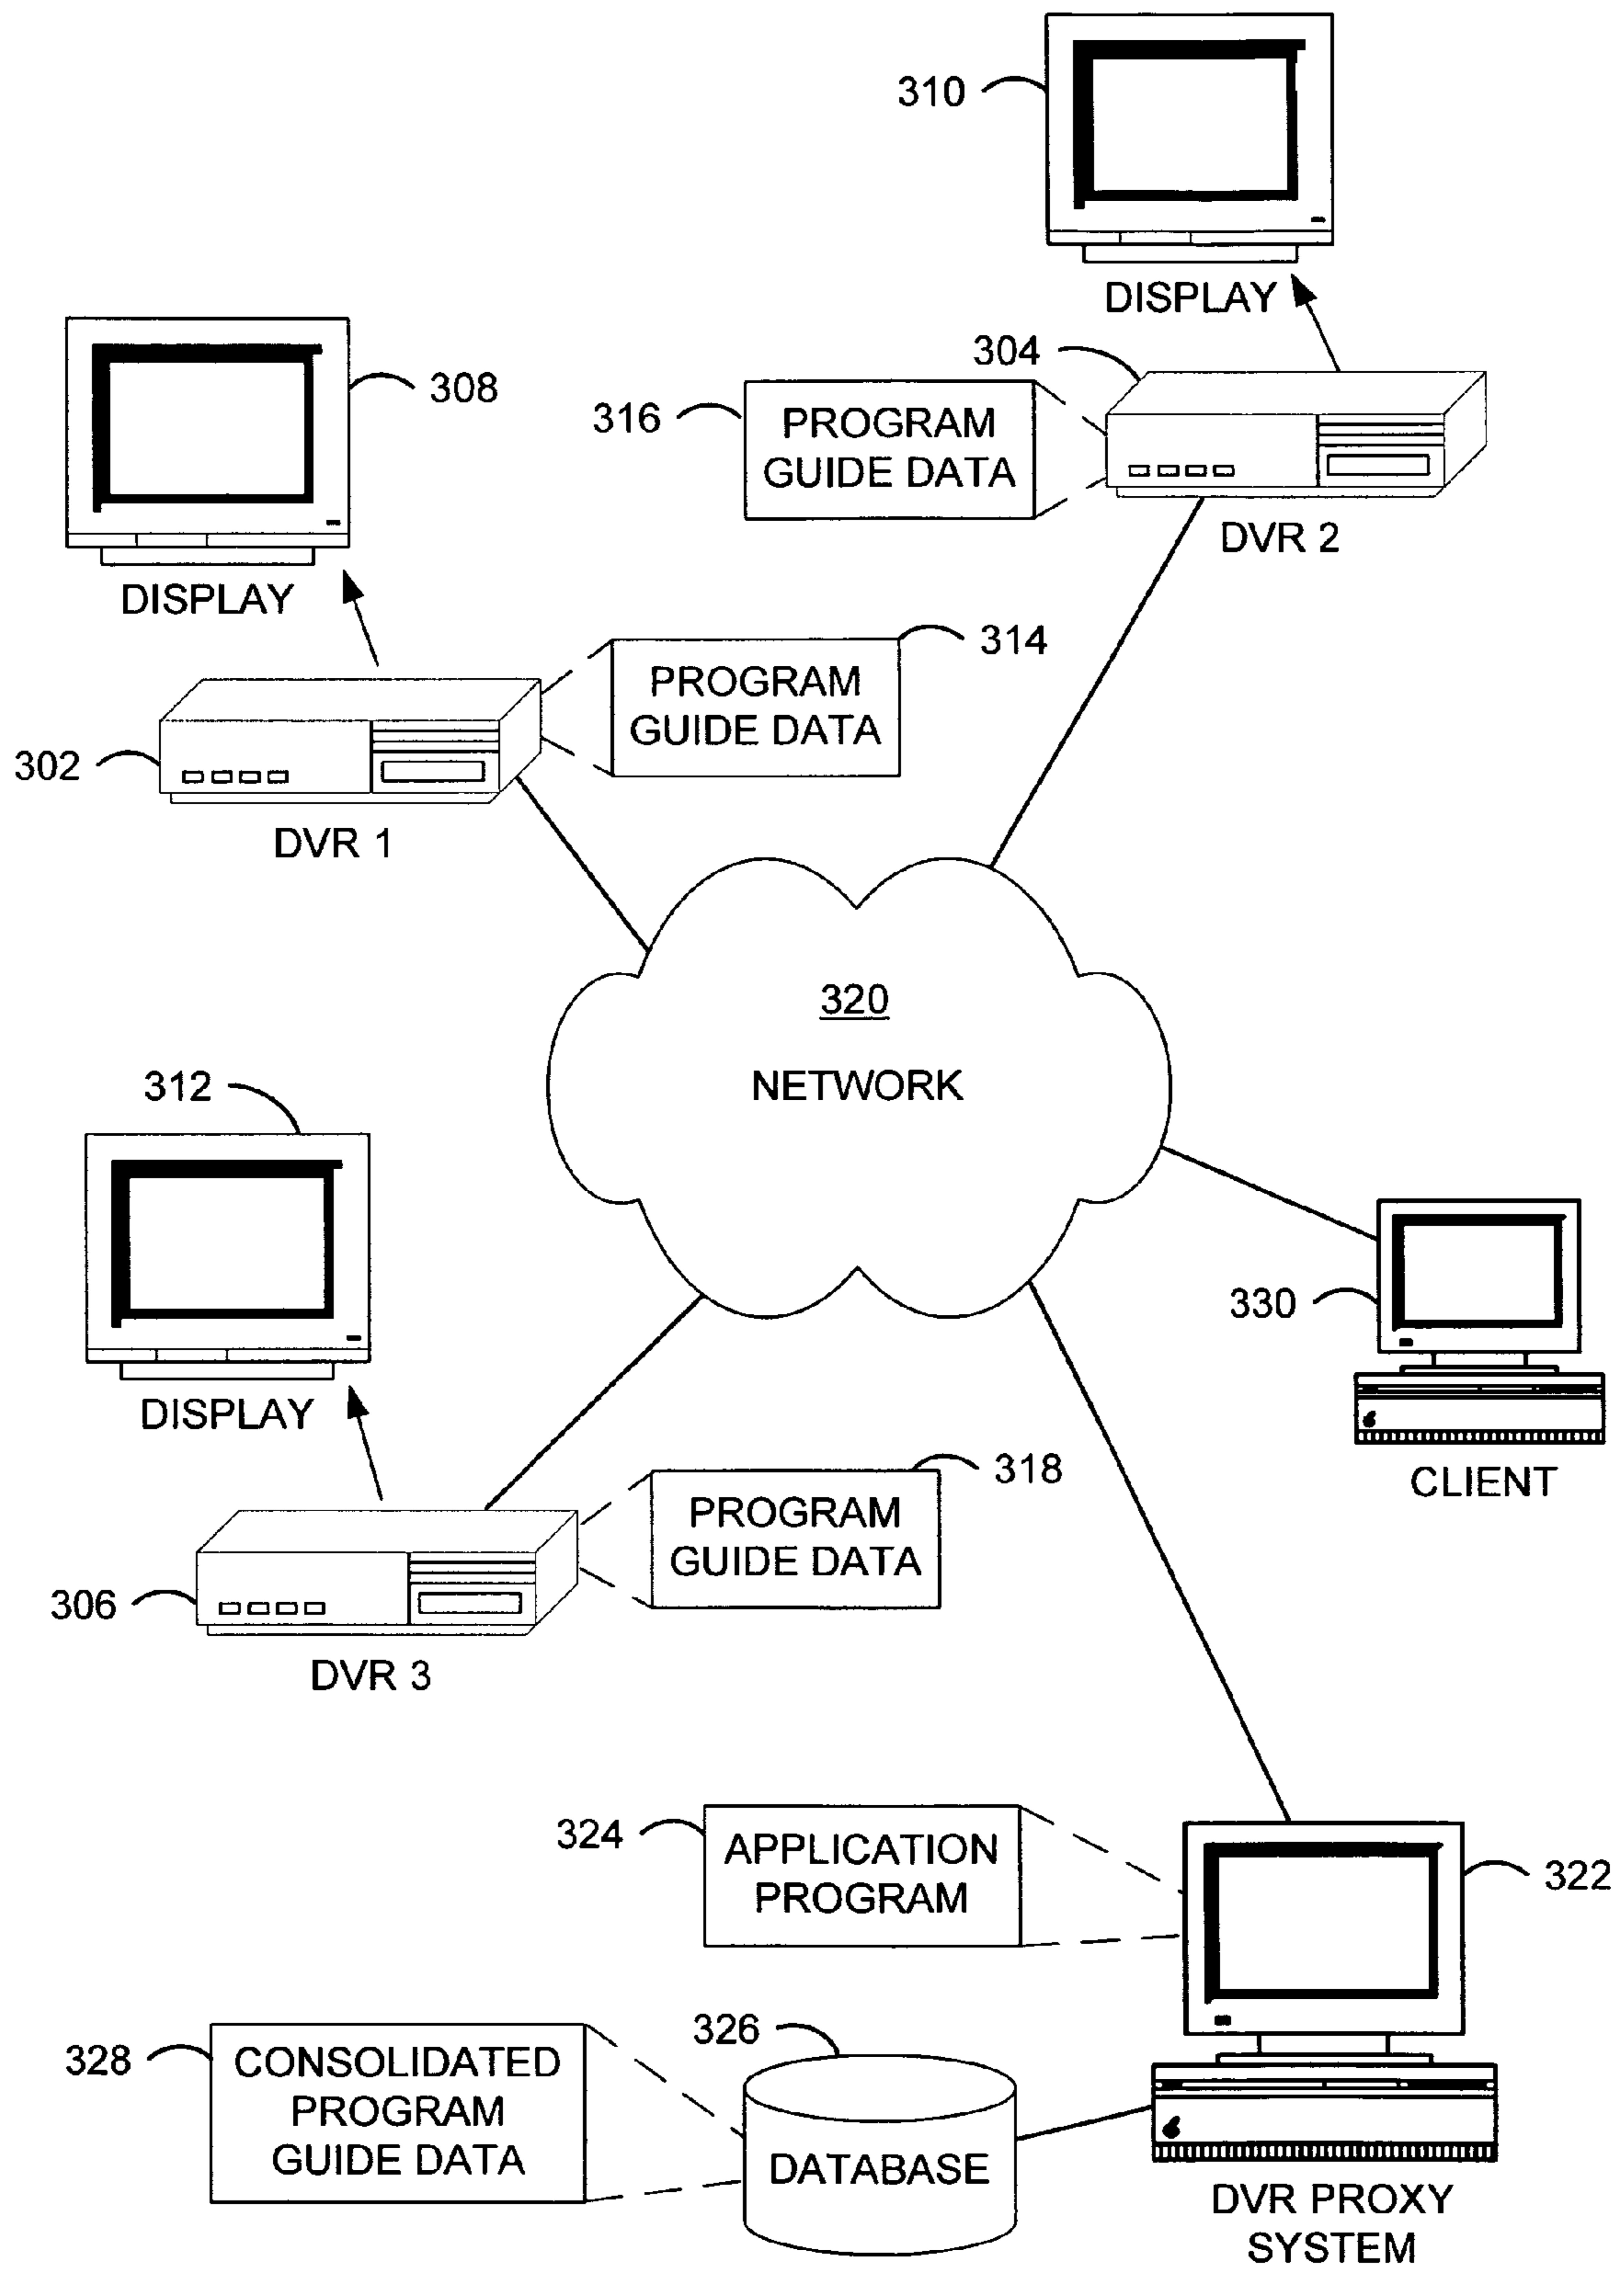 310
DISPLAY
308
304
316
PROGRAM
GUIDE DATA
DVR 2
DISPLAY
314
PROGRAM
GUIDE DATA
302
DVR 1
320
NETWORK
312
330
DISPLAY
CLIENT
318
PROGRAM
GUIDE DATA
306
DVR 3
324
APPLICATION
PROGRAM
322
326
328
CONSOLIDATED
PROGRAM
GUIDE DATA
DATABASE
DVR PROXY
SYSTEM